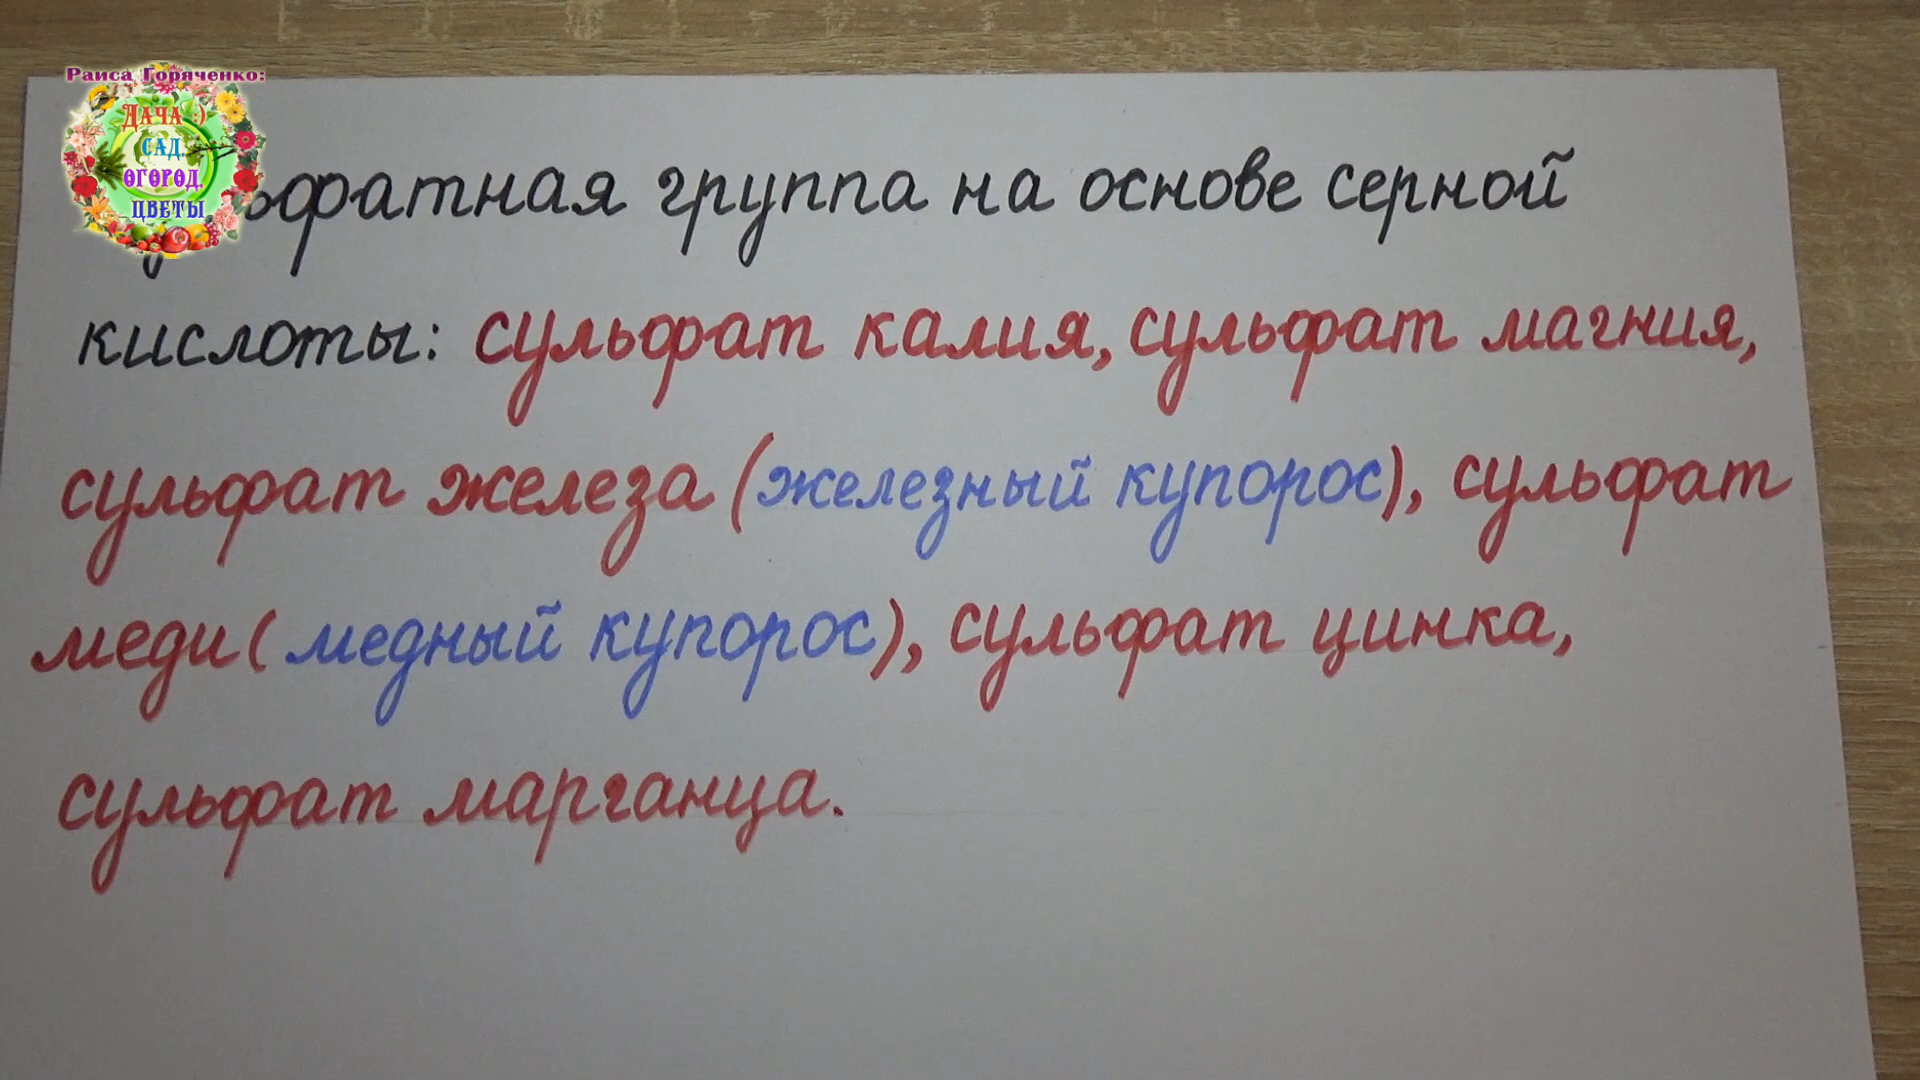 Раиса Горяченко:
Дача :)
сад,
огород,
цветы
группа на основе серной
кислоты: сульфат калия, сульфат магния,
сульфат железа (железный купорос), сульфат
меди (медный купорос), сульфат цинка,
сульфат марганца.